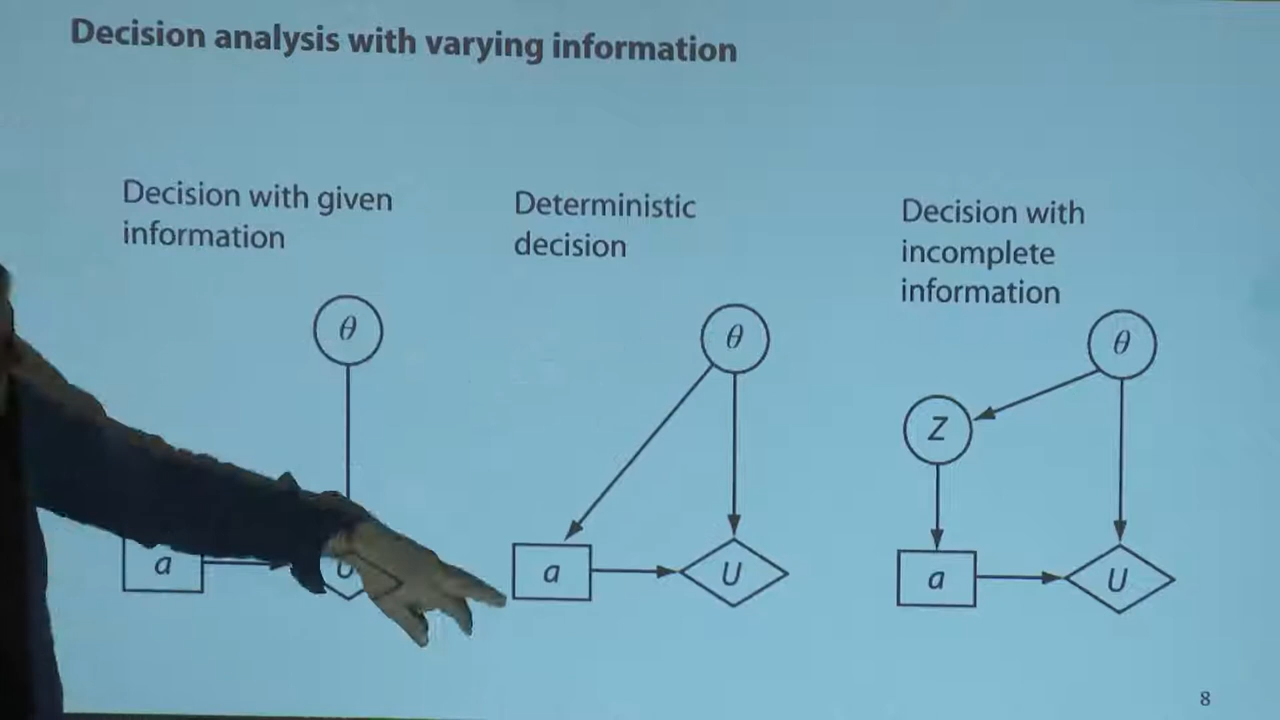 Decision analysis with varying information
Decision with given
information
Deterministic
decision
Decision with
incomplete
information
θ
θ
θ
Z
a
U
a
U
a
U
8